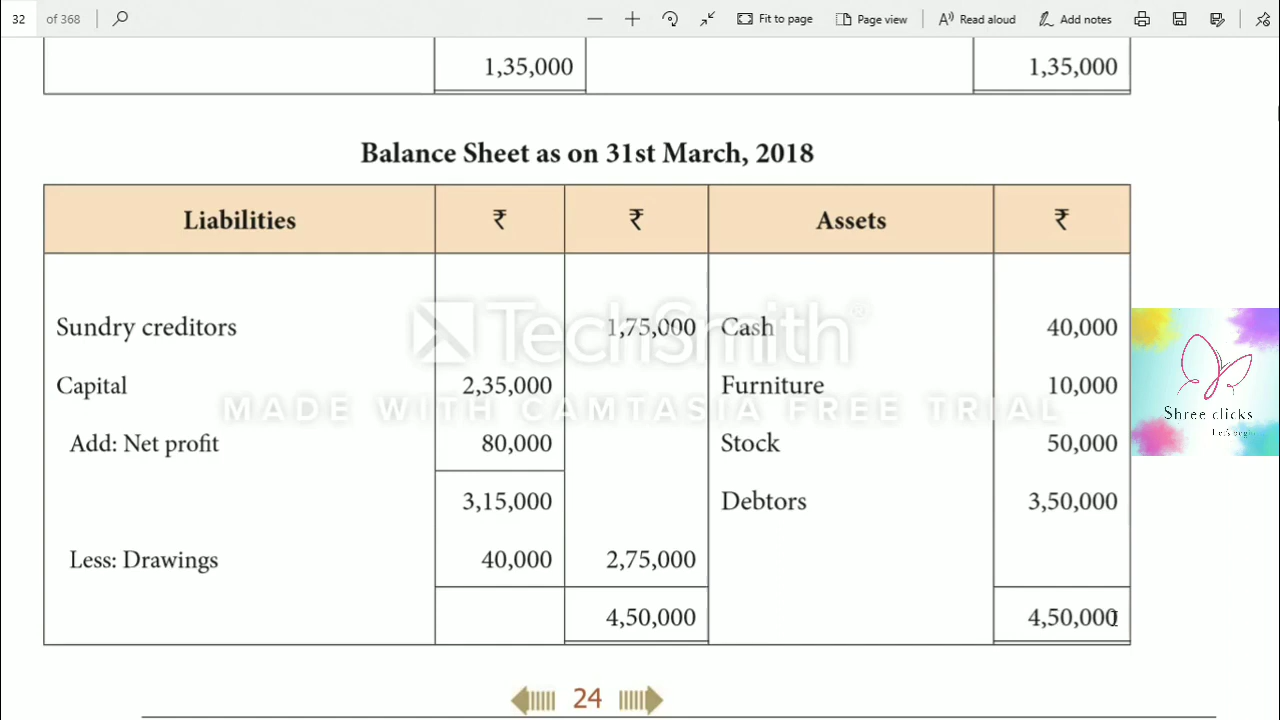 32 of 368 Fit to page Page view Read aloud Add notes
1,35,000 1,35,000
Balance Sheet as on 31st March, 2018
Liabilities ₹ ₹ Assets ₹
Sundry creditors 1,75,000 Cash 40,000
Capital 2,35,000 Furniture 10,000
Add: Net profit 80,000 Stock 50,000
3,15,000 Debtors 3,50,000
Less: Drawings 40,000 2,75,000
4,50,000 4,50,000
24
TechSmith®
MADE WITH CAMTASIA FREE TRIAL
Shree clicks
Let's begin